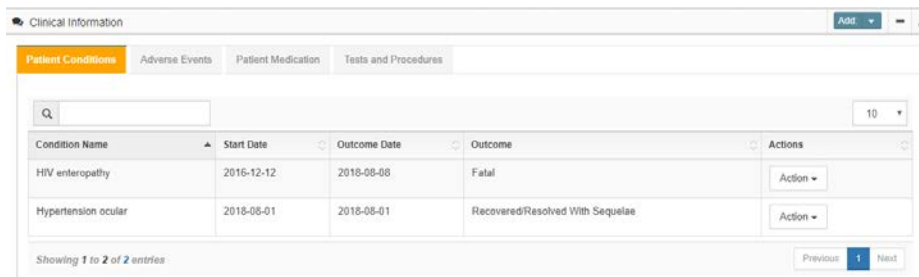 Clinical Information Add
Patient Conditions Adverse Events Patient Medication Tests and Procedures
10
Condition Name Start Date Outcome Date Outcome Actions
HIV enteropathy 2016-12-12 2018-08-08 Fatal Action
Hypertension ocular 2018-08-01 2018-08-01 Recovered/Resolved With Sequelae Action
Showing 1 to 2 of 2 entries Previous 1 Next